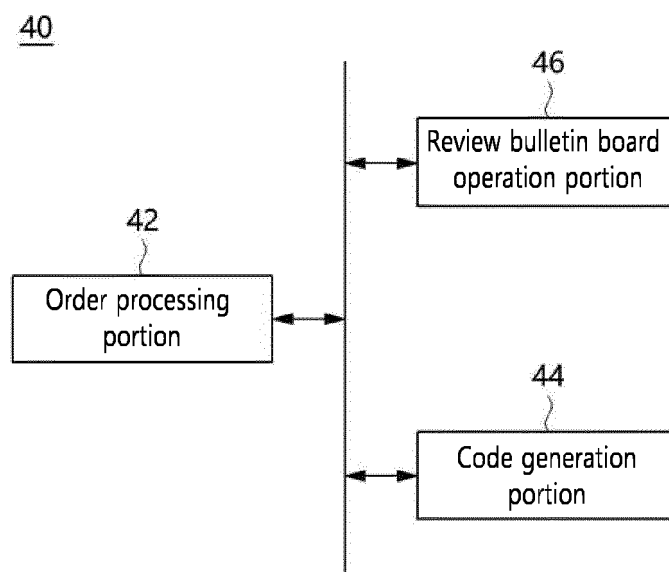 40
46
Review bulletin board
operation portion
42
Order processing
portion
44
Code generation
portion